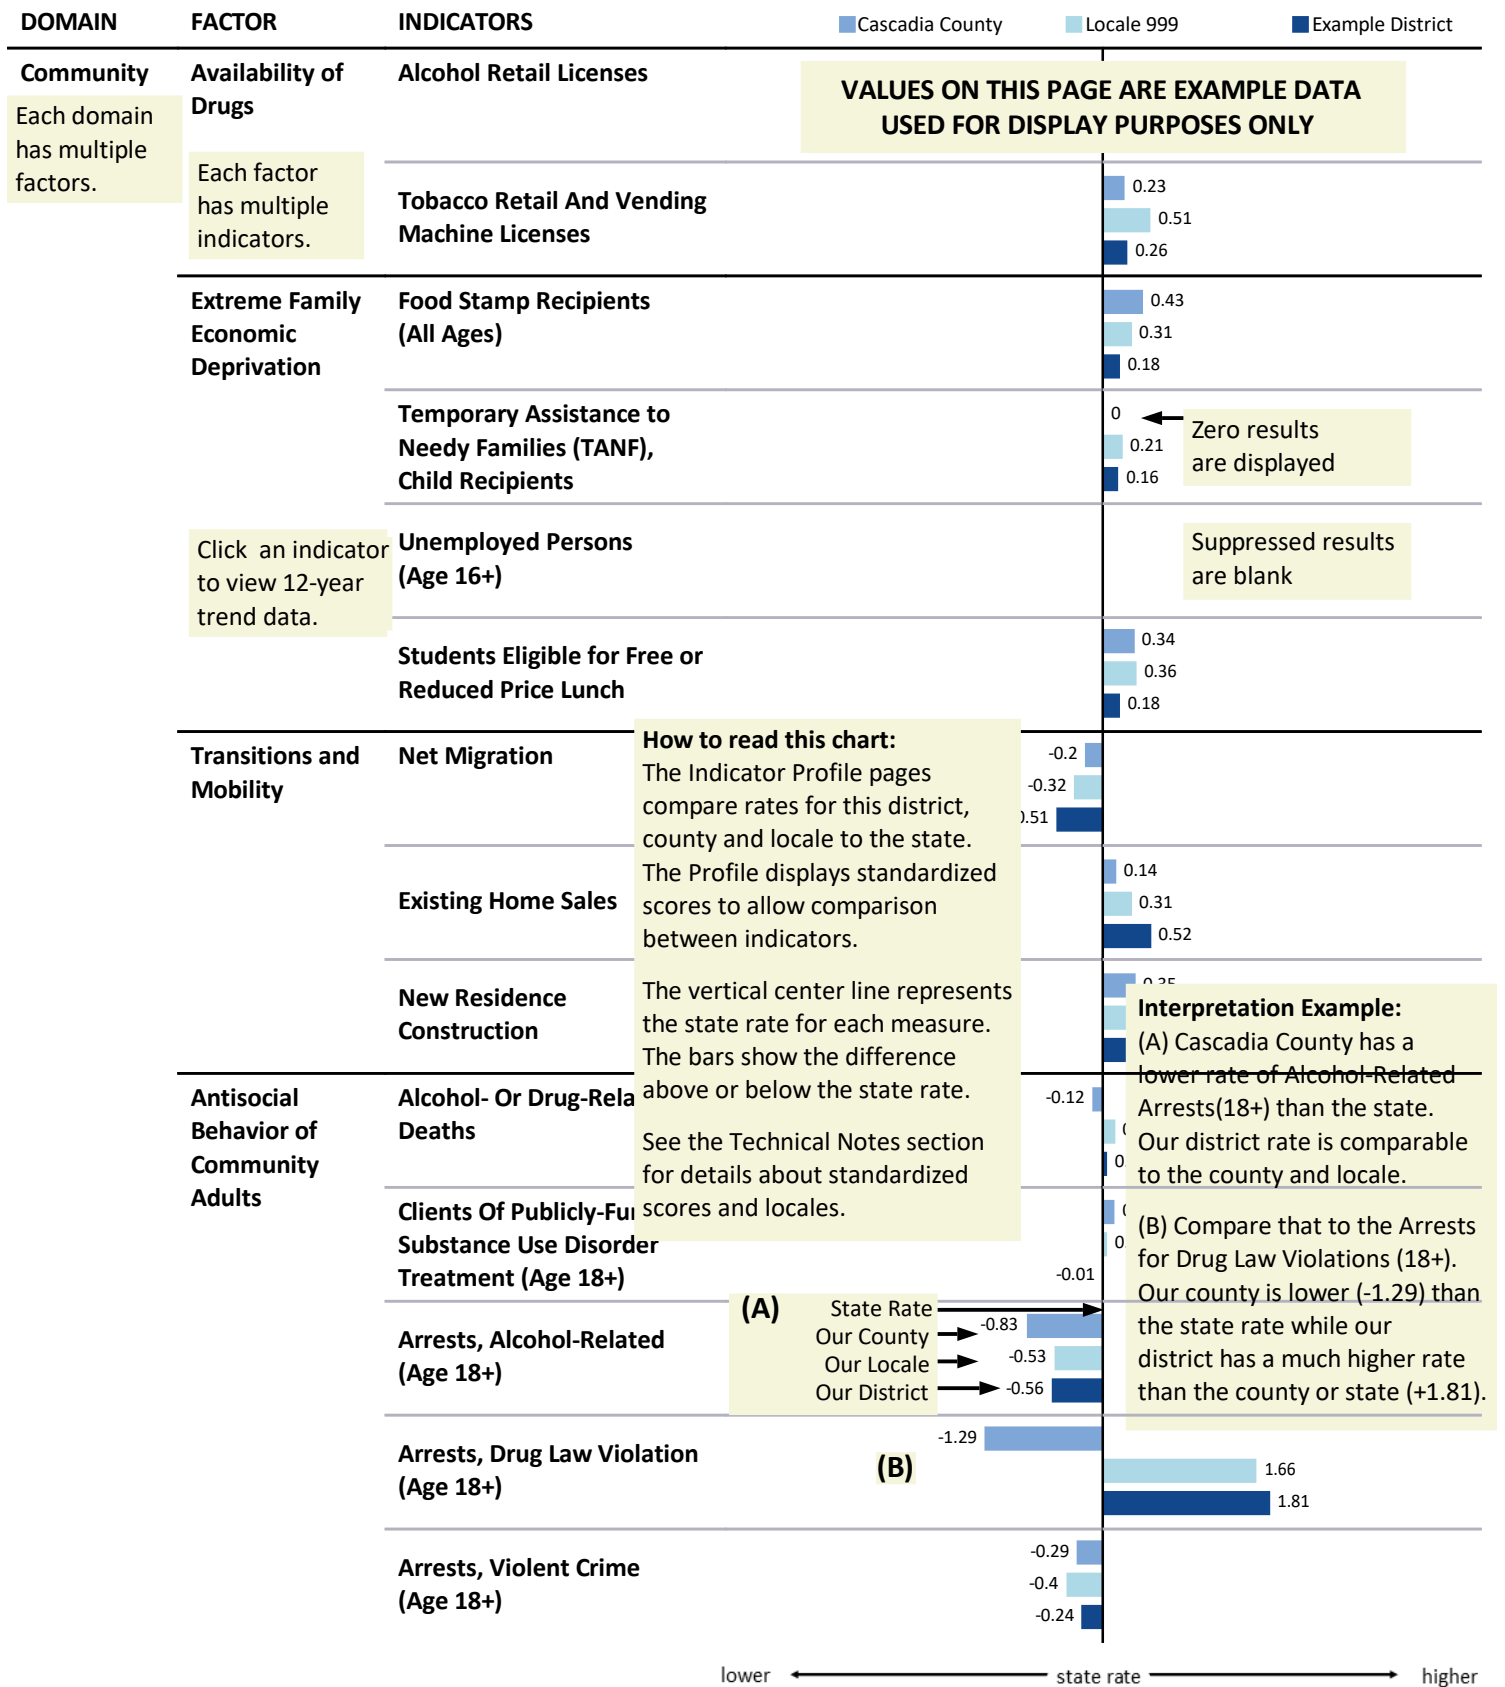 DOMAIN FACTOR INDICATORS Cascadia County Locale 999 Example District
Community
Each domain
has multiple
factors.
Availability of
Drugs
Each factor
has multiple
indicators.
Alcohol Retail Licenses
VALUES ON THIS PAGE ARE EXAMPLE DATA
USED FOR DISPLAY PURPOSES ONLY
Tobacco Retail And Vending
Machine Licenses
0.23
0.51
0.26
Extreme Family
Economic
Deprivation
Food Stamp Recipients
(All Ages)
0.43
0.31
0.18
Temporary Assistance to
Needy Families (TANF),
Child Recipients
0
0.21
0.16
Zero results
are displayed
Click an indicator
to view 12-year
trend data.
Unemployed Persons
(Age 16+)
Suppressed results
are blank
Students Eligible for Free or
Reduced Price Lunch
0.34
0.36
0.18
Transitions and
Mobility
Net Migration
-0.2
-0.32
0.51
How to read this chart:
The Indicator Profile pages
compare rates for this district,
county and locale to the state.
The Profile displays standardized
scores to allow comparison
between indicators.
The vertical center line represents
the state rate for each measure.
The bars show the difference
above or below the state rate.
See the Technical Notes section
for details about standardized
scores and locales.
Existing Home Sales
0.14
0.31
0.52
New Residence
Construction
0.35
Interpretation Example:
(A) Cascadia County has a
lower rate of Alcohol-Related
Arrests(18+) than the state.
Our district rate is comparable
to the county and locale.
(B) Compare that to the Arrests
for Drug Law Violations (18+).
Our county is lower (-1.29) than
the state rate while our
district has a much higher rate
than the county or state (+1.81).
Antisocial
Behavior of
Community
Adults
Alcohol- Or Drug-Rela
Deaths
-0.12
0.
Clients Of Publicly-Fu
Substance Use Disorder
Treatment (Age 18+)
0.
-0.01
Arrests, Alcohol-Related
(Age 18+)
(A)
State Rate
Our County
Our Locale
Our District
-0.83
-0.53
-0.56
Arrests, Drug Law Violation
(Age 18+)
(B)
-1.29
1.66
1.81
Arrests, Violent Crime
(Age 18+)
-0.29
-0.4
-0.24
lower state rate higher